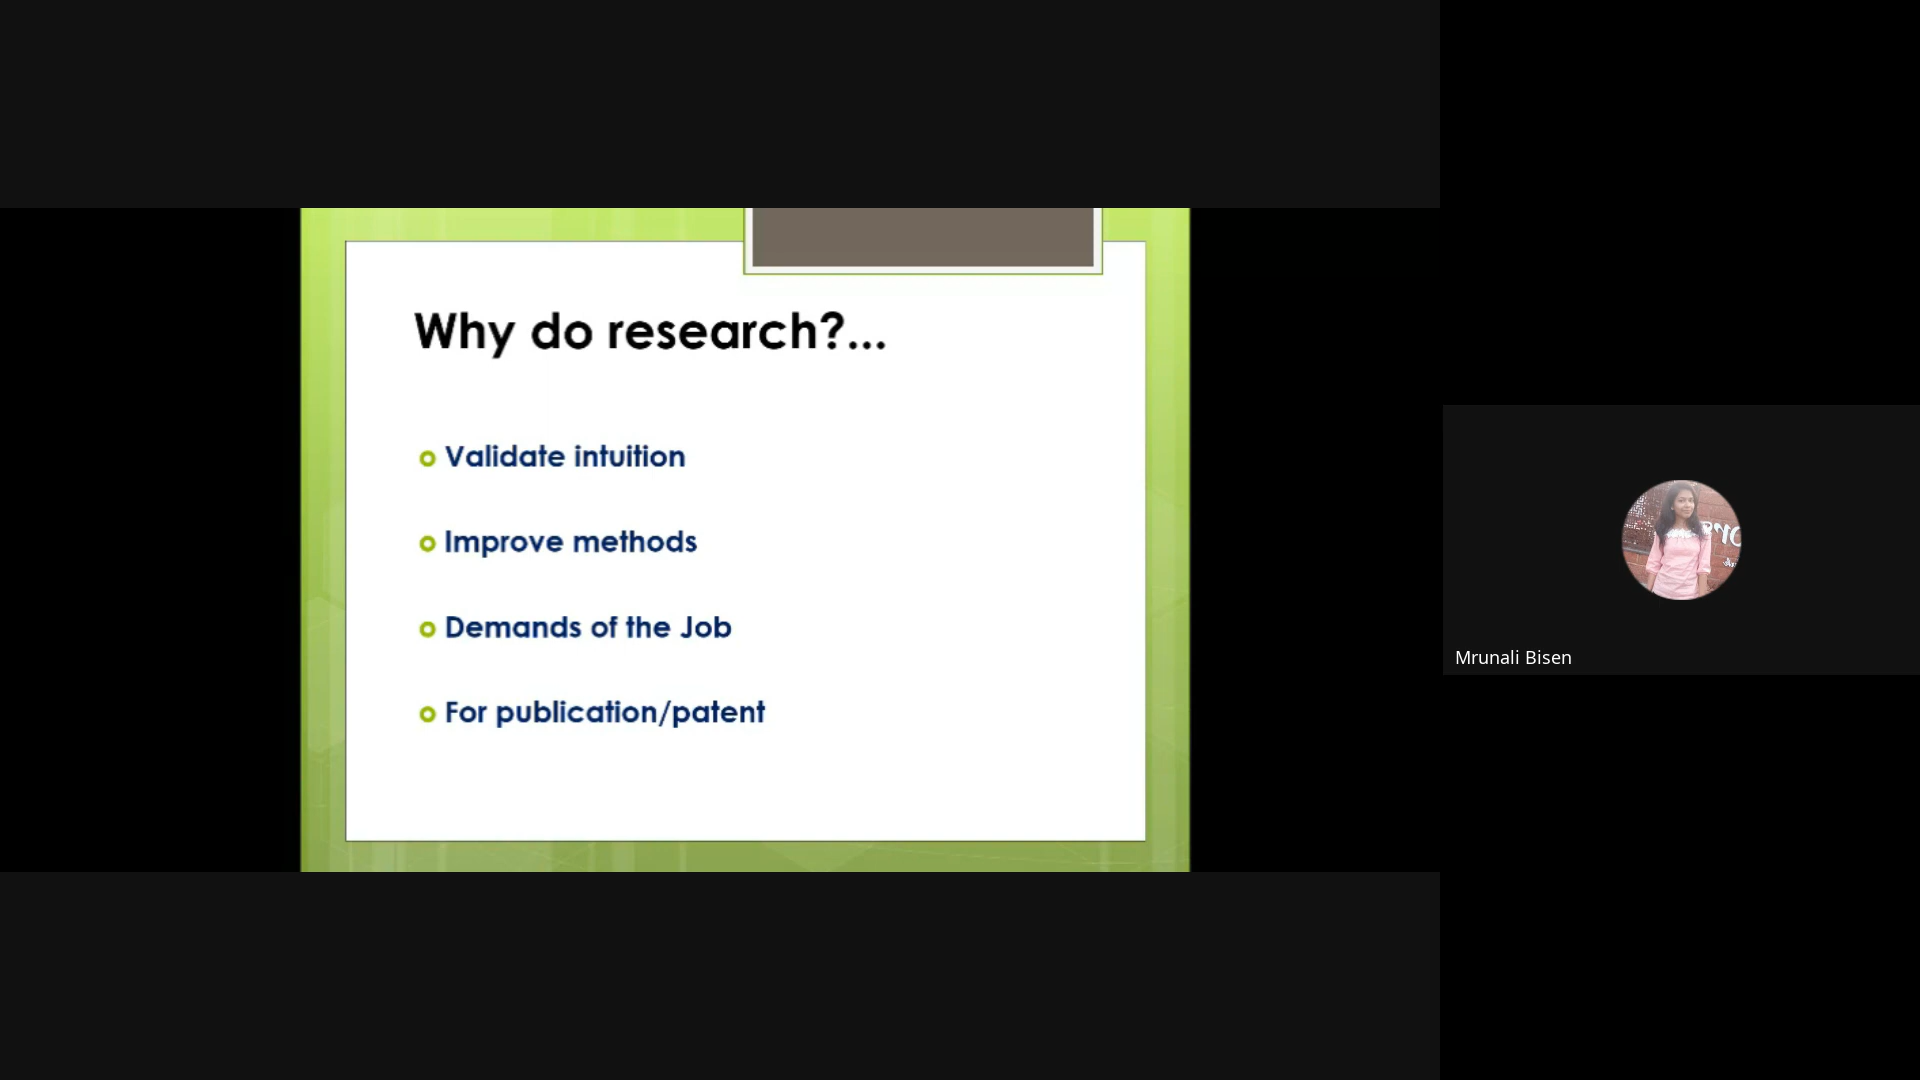 Why do research?...
Validate intuition
Improve methods
Demands of the Job
For publication/patent
Mrunali Bisen